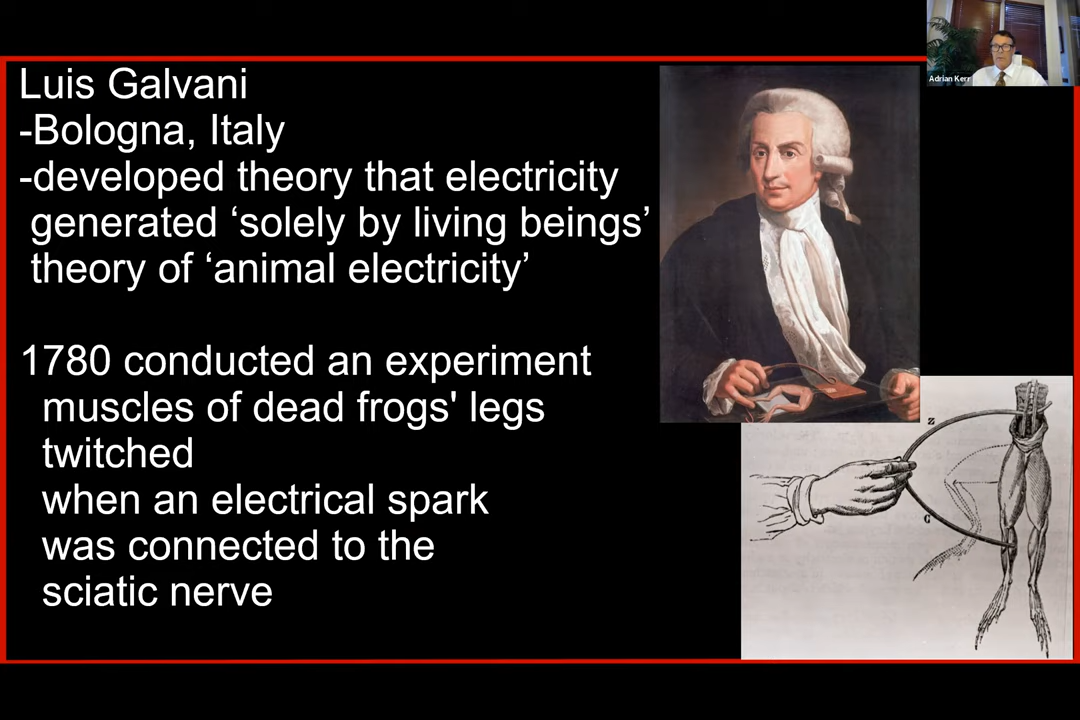 Luis Galvani
-Bologna, Italy
-developed theory that electricity
generated ‘solely by living beings’
theory of ‘animal electricity’
1780 conducted an experiment
muscles of dead frogs' legs
twitched
when an electrical spark
was connected to the
sciatic nerve
Adrian Kerr
Z
C